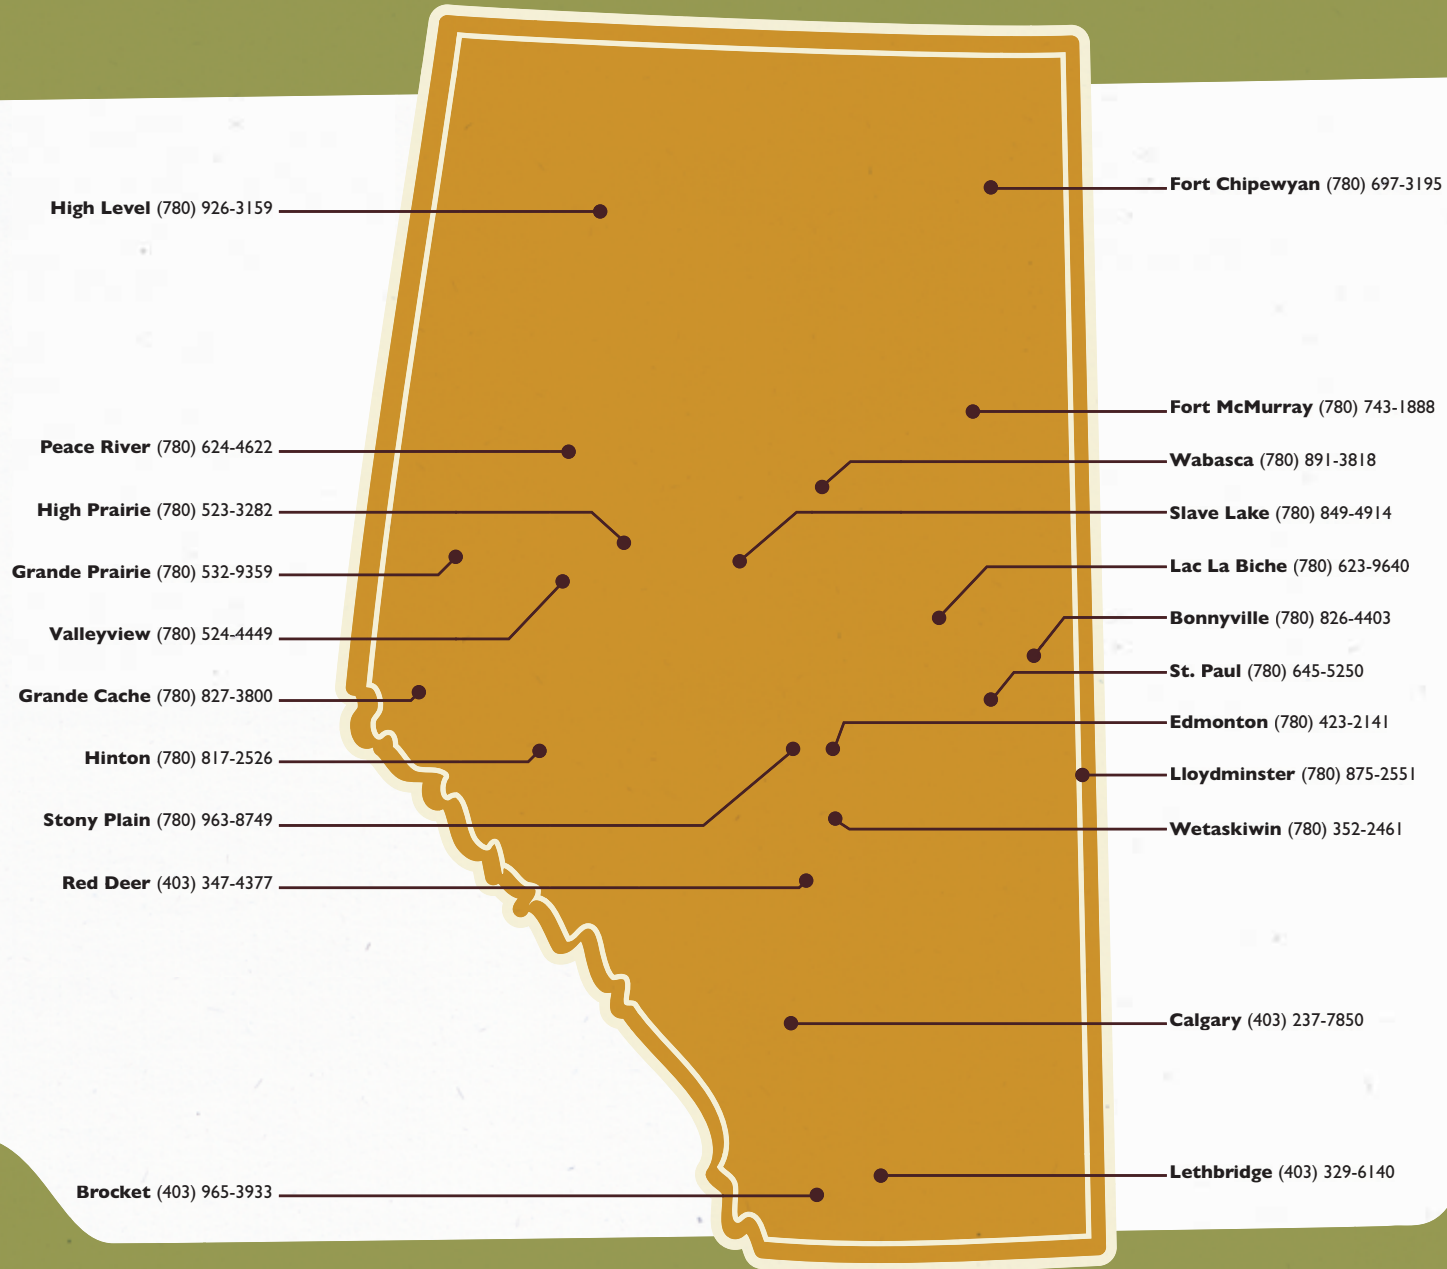 High Level (780) 926-3159
Peace River (780) 624-4622
High Prairie (780) 523-3282
Grande Prairie (780) 532-9359
Valleyview (780) 524-4449
Grande Cache (780) 827-3800
Hinton (780) 817-2526
Stony Plain (780) 963-8749
Red Deer (403) 347-4377
Brocket (403) 965-3933
Fort Chipewyan (780) 697-3195
Fort McMurray (780) 743-1888
Wabasca (780) 891-3818
Slave Lake (780) 849-4914
Lac La Biche (780) 623-9640
Bonnyville (780) 826-4403
St. Paul (780) 645-5250
Edmonton (780) 423-2141
Lloydminster (780) 875-2551
Wetaskiwin (780) 352-2461
Calgary (403) 237-7850
Lethbridge (403) 329-6140